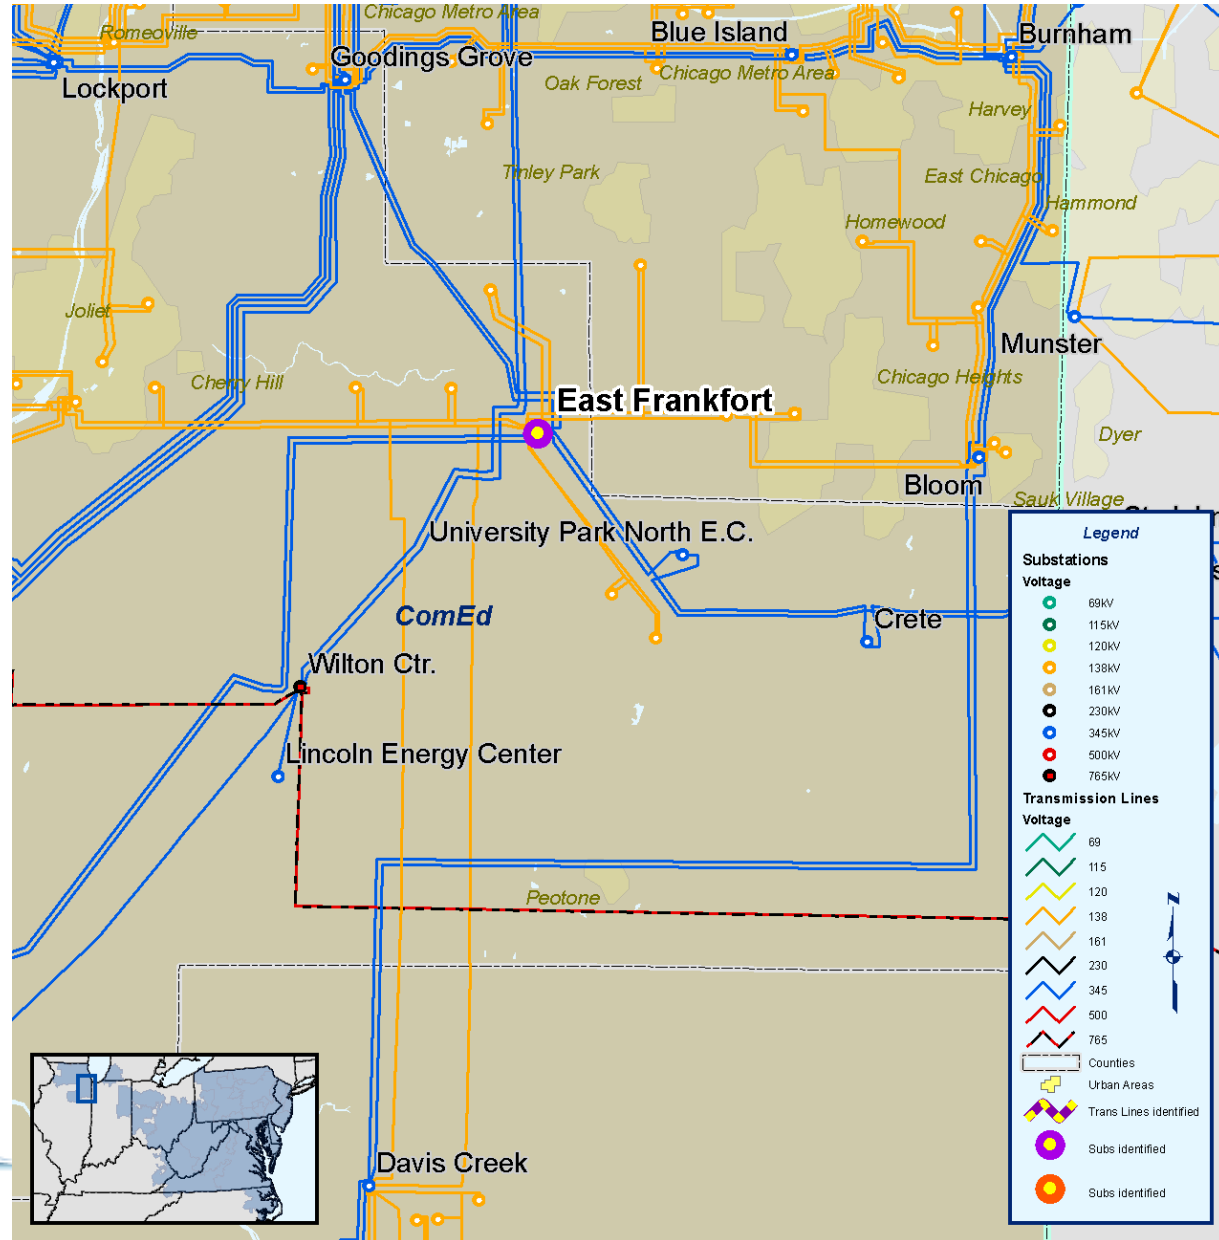 Chicago Metro Area
Romeoville
Blue Island
Burnham
Goodings Grove
Lockport
Oak Forest
Chicago Metro Area
Harvey
Tinley Park
East Chicago
Hammond
Homewood
Joliet
Munster
Cherry Hill
Chicago Heights
East Frankfort
Dyer
Bloom
Sauk Village
University Park North E.C.
ComEd
Crete
Wilton Ctr.
Lincoln Energy Center
Peotone
Davis Creek
Legend
Substations
Voltage
69kV
115kV
120kV
138kV
161kV
230kV
345kV
500kV
765kV
Transmission Lines
Voltage
69
115
120
138
161
230
345
500
765
Counties
Urban Areas
Trans Lines identified
Subs identified
Subs identified
N